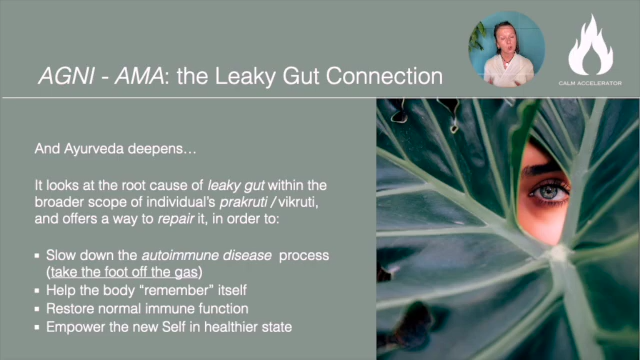 AGNI - AMA: the Leaky Gut Connection
CALM ACCELERATOR
And Ayurveda deepens…
It looks at the root cause of leaky gut within the
broader scope of individual's prakruti / vikruti,
and offers a way to repair it, in order to:
▪ Slow down the autoimmune disease process
(take the foot off the gas)
▪ Help the body “remember” itself
▪ Restore normal immune function
▪ Empower the new Self in healthier state